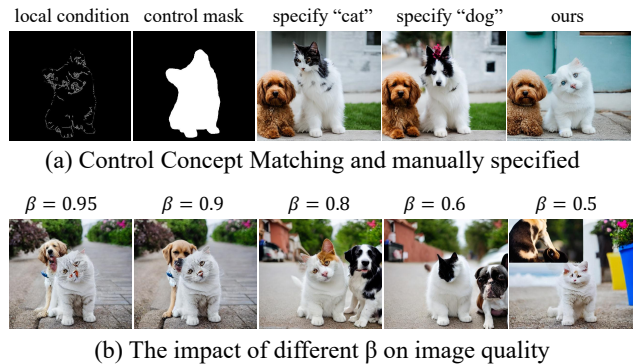 local condition control mask specify “cat” specify “dog” ours
(a) Control Concept Matching and manually specified
β = 0.95 β = 0.9 β = 0.8 β = 0.6 β = 0.5
(b) The impact of different β on image quality